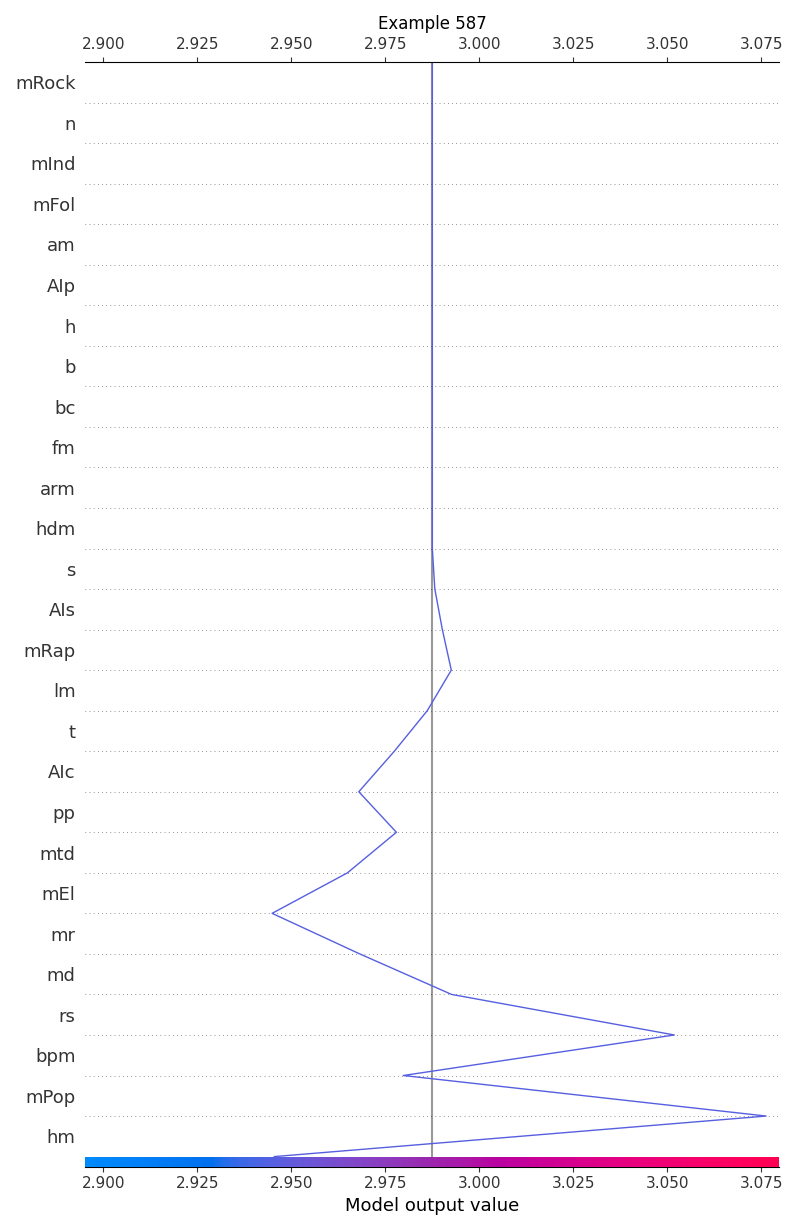 Example 587
2.900 2.925 2.950 2.975 3.000 3.025 3.050 3.075
mRock
n
mInd
mFol
am
AIp
h
b
bc
fm
arm
hdm
s
AIs
mRap
lm
t
AIc
pp
mtd
mEl
mr
md
rs
bpm
mPop
hm
2.900 2.925 2.950 2.975 3.000 3.025 3.050 3.075
Model output value